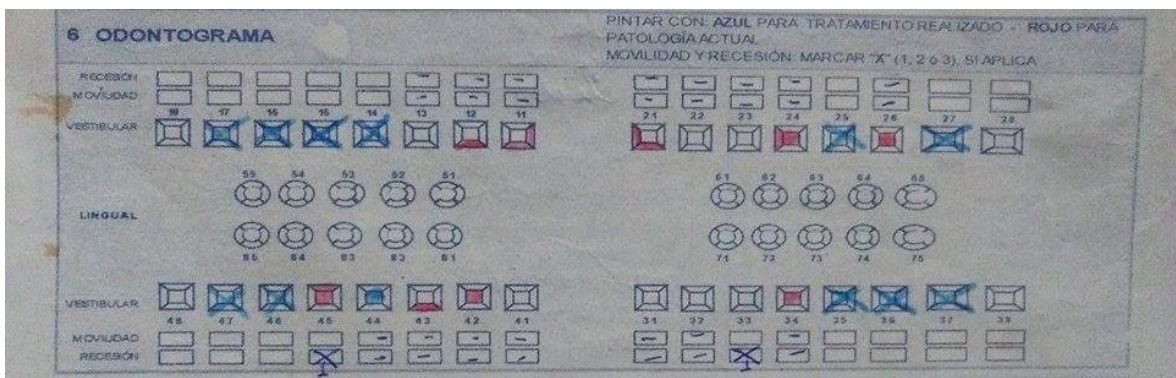 6 ODONTOGRAMA
PINTAR CON: AZUL PARA TRATAMIENTO REALIZADO - ROJO PARA
PATOLOGÍA ACTUAL
MOVILIDAD Y RECESIÓN: MARCAR "X" (1, 2 ó 3), SI APLICA
RECESIÓN
MOVILIDAD
18 17 16 15 14 13 12 11 21 22 23 24 25 26 27 28
VESTIBULAR
55 54 53 52 51 61 62 63 64 65
LINGUAL
85 84 83 81 71 72 73 74 75
VESTIBULAR
48 47 46 45 44 43 42 41 31 32 33 34 35 36 37 38
MOVILIDAD
RECESIÓN X X
1 1